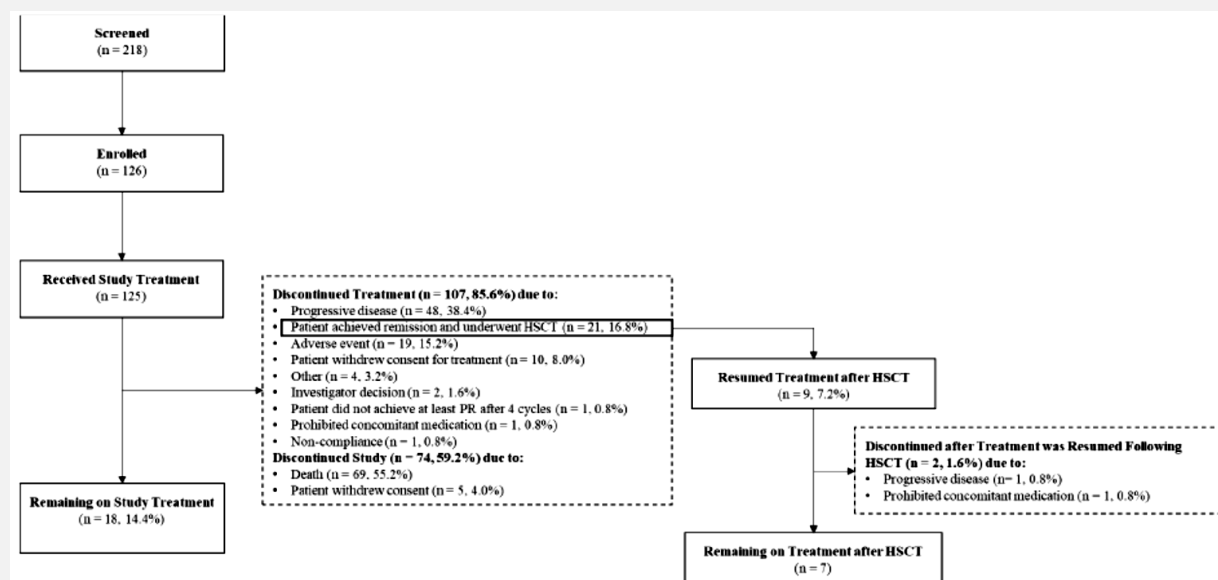 Screened
(n = 218)
Enrolled
(n = 126)
Received Study Treatment
(n = 125)
Discontinued Treatment (n = 107, 85.6%) due to:
• Progressive disease (n = 48, 38.4%)
• Patient achieved remission and underwent HSCT (n = 21, 16.8%)
• Adverse event (n = 19, 15.2%)
• Patient withdrew consent for treatment (n = 10, 8.0%)
• Other (n = 4, 3.2%)
• Investigator decision (n = 2, 1.6%)
• Patient did not achieve at least PR after 4 cycles (n = 1, 0.8%)
• Prohibited concomitant medication (n = 1, 0.8%)
• Non-compliance (n = 1, 0.8%)
Discontinued Study (n = 74, 59.2%) due to:
• Death (n = 69, 55.2%)
• Patient withdrew consent (n = 5, 4.0%)
Remaining on Study Treatment
(n = 18, 14.4%)
Resumed Treatment after HSCT
(n = 9, 7.2%)
Discontinued after Treatment was Resumed Following
HSCT (n = 2, 1.6%) due to:
• Progressive disease (n= 1, 0.8%)
• Prohibited concomitant medication (n = 1, 0.8%)
Remaining on Treatment after HSCT
(n = 7)